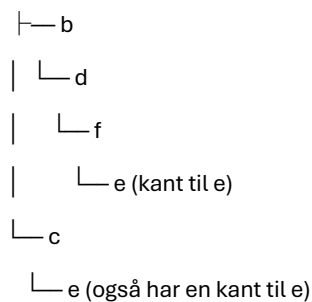 ├── b
│ └── d
│ └── f
│ └── e (kant til e)
└── c
└── e (også har en kant til e)